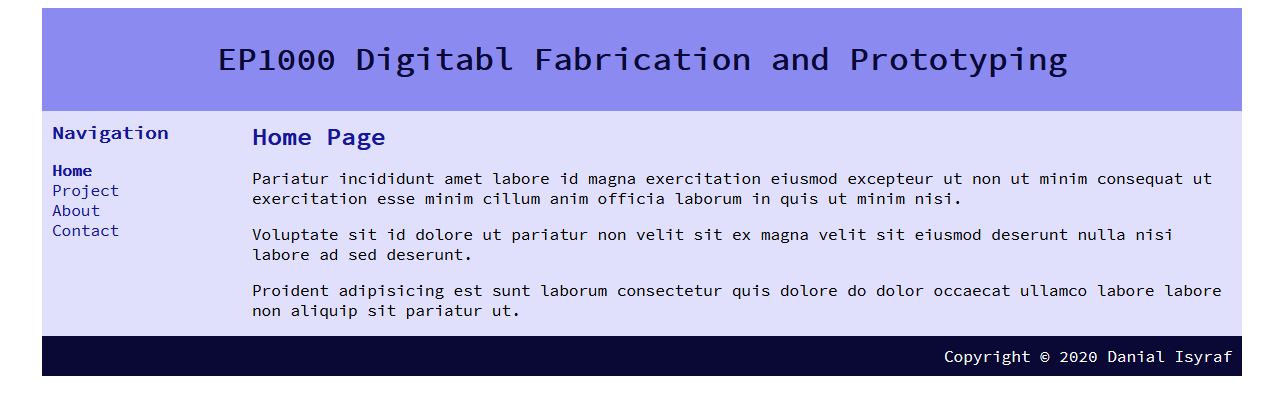 EP1000 Digitabl Fabrication and Prototyping
Navigation
Home
Project
About
Contact
Home Page
Pariatur incididunt amet labore id magna exercitation eiusmod excepteur ut non ut minim consequat ut
exercitation esse minim cillum anim officia laborum in quis ut minim nisi.
Voluptate sit id dolore ut pariatur non velit sit ex magna velit sit eiusmod deserunt nulla nisi
labore ad sed deserunt.
Proident adipisicing est sunt laborum consectetur quis dolore do dolor occaecat ullamco labore labore
non aliquip sit pariatur ut.
Copyright © 2020 Danial Isyraf